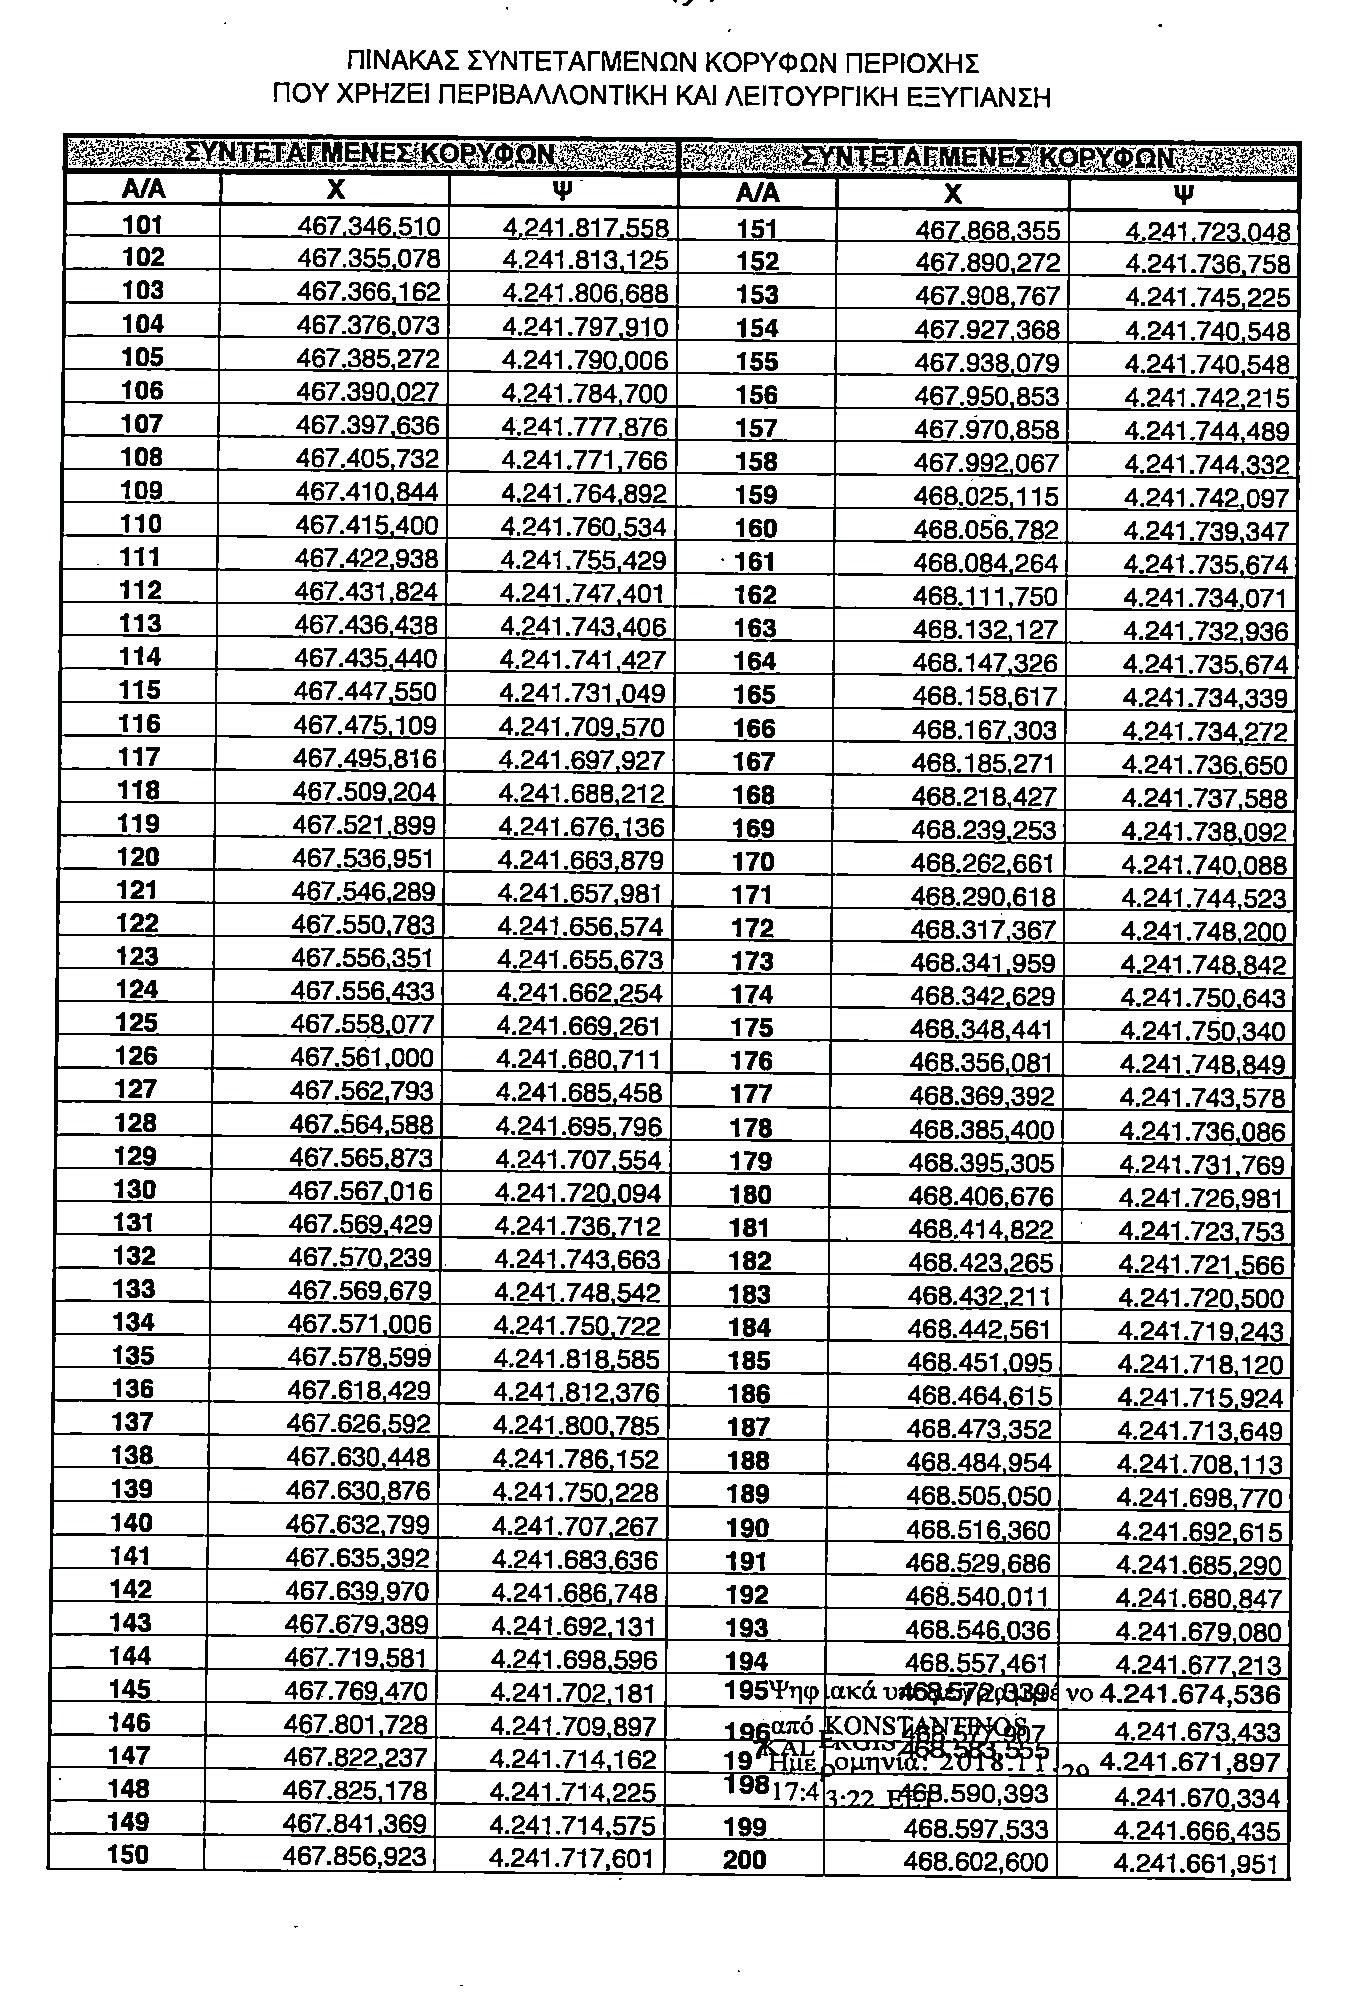 ΠΙΝΑΚΑΣ ΣΥΝΤΕΤΑΓΜΕΝΩΝ ΚΟΡΥΦΩΝ ΠΕΡΙΟΧΗΣ
ΠΟΥ ΧΡΗΖΕΙ ΠΕΡΙΒΑΛΛΟΝΤΙΚΗ ΚΑΙ ΛΕΙΤΟΥΡΓΙΚΗ ΕΞΥΓΙΑΝΣΗ
ΣΥΝΤΕΤΑΓΜΕΝΕΣ ΚΟΡΥΦΩΝ ΣΥΝΤΕΤΑΓΜΕΝΕΣ ΚΟΡΥΦΩΝ
Α/Α Χ Ψ Α/Α Χ Ψ
101 467.346,510 4.241.817,558 151 467.868,355 4.241.723,048
102 467.355,078 4.241.813,125 152 467.890,272 4.241.736,758
103 467.366,162 4.241.806,688 153 467.908,767 4.241.745,225
104 467.376,073 4.241.797,910 154 467.927,368 4.241.740,548
105 467.385,272 4.241.790,006 155 467.938,079 4.241.740,548
106 467.390,027 4.241.784,700 156 467.950,853 4.241.742,215
107 467.397,636 4.241.777,876 157 467.970,858 4.241.744,489
108 467.405,732 4.241.771,766 158 467.992,067 4.241.744,332
109 467.410,844 4.241.764,892 159 468.025,115 4.241.742,097
110 467.415,400 4.241.760,534 160 468.056,782 4.241.739,347
111 467.422,938 4.241.755,429 161 468.084,264 4.241.735,674
112 467.431,824 4.241.747,401 162 468.111,750 4.241.734,071
113 467.436,438 4.241.743,406 163 468.132,127 4.241.732,936
114 467.435,440 4.241.741,427 164 468.147,326 4.241.735,674
115 467.447,550 4.241.731,049 165 468.158,617 4.241.734,339
116 467.475,109 4.241.709,570 166 468.167,303 4.241.734,272
117 467.495,816 4.241.697,927 167 468.185,271 4.241.736,650
118 467.509,204 4.241.688,212 168 468.218,427 4.241.737,588
119 467.521,899 4.241.676,136 169 468.239,253 4.241.738,092
120 467.536,951 4.241.663,879 170 468.262,661 4.241.740,088
121 467.546,289 4.241.657,981 171 468.290,618 4.241.744,523
122 467.550,783 4.241.656,574 172 468.317,367 4.241.748,200
123 467.556,351 4.241.655,673 173 468.341,959 4.241.748,842
124 467.556,433 4.241.662,254 174 468.342,629 4.241.750,643
125 467.558,077 4.241.669,261 175 468.348,441 4.241.750,340
126 467.561,000 4.241.680,711 176 468.356,081 4.241.748,849
127 467.562,793 4.241.685,458 177 468.369,392 4.241.743,578
128 467.564,588 4.241.695,796 178 468.385,400 4.241.736,086
129 467.565,873 4.241.707,554 179 468.395,305 4.241.731,769
130 467.567,016 4.241.720,094 180 468.406,676 4.241.726,981
131 467.569,429 4.241.736,712 181 468.414,822 4.241.723,753
132 467.570,239 4.241.743,663 182 468.423,265 4.241.721,566
133 467.569,679 4.241.748,542 183 468.432,211 4.241.720,500
134 467.571,006 4.241.750,722 184 468.442,561 4.241.719,243
135 467.578,599 4.241.818,585 185 468.451,095 4.241.718,120
136 467.618,429 4.241.812,376 186 468.464,615 4.241.715,924
137 467.626,592 4.241.800,785 187 468.473,352 4.241.713,649
138 467.630,448 4.241.786,152 188 468.484,954 4.241.708,113
139 467.630,876 4.241.750,228 189 468.505,050 4.241.698,770
140 467.632,799 4.241.707,267 190 468.516,360 4.241.692,615
141 467.635,392 4.241.683,636 191 468.529,686 4.241.685,290
142 467.639,970 4.241.686,748 192 468.540,011 4.241.680,847
143 467.679,389 4.241.692,131 193 468.546,036 4.241.679,080
144 467.719,581 4.241.698,596 194 468.557,461 4.241.677,213
145 467.769,470 4.241.702,181 195 468.572,339 4.241.674,536
146 467.801,728 4.241.709,897 196 4.241.673,433
147 467.822,237 4.241.714,162 4.241.671,897
148 467.825,178 4.241.714,225 198 468.590,393 4.241.670,334
149 467.841,369 4.241.714,575 199 468.597,533 4.241.666,435
150 467.856,923 4.241.717,601 200 468.602,600 4.241.661,951
Ψηφιακά υπογεγραμμένο
από KONSTANTINOS
Ημερομηνία: 2018.11.29
17:43:22 EET